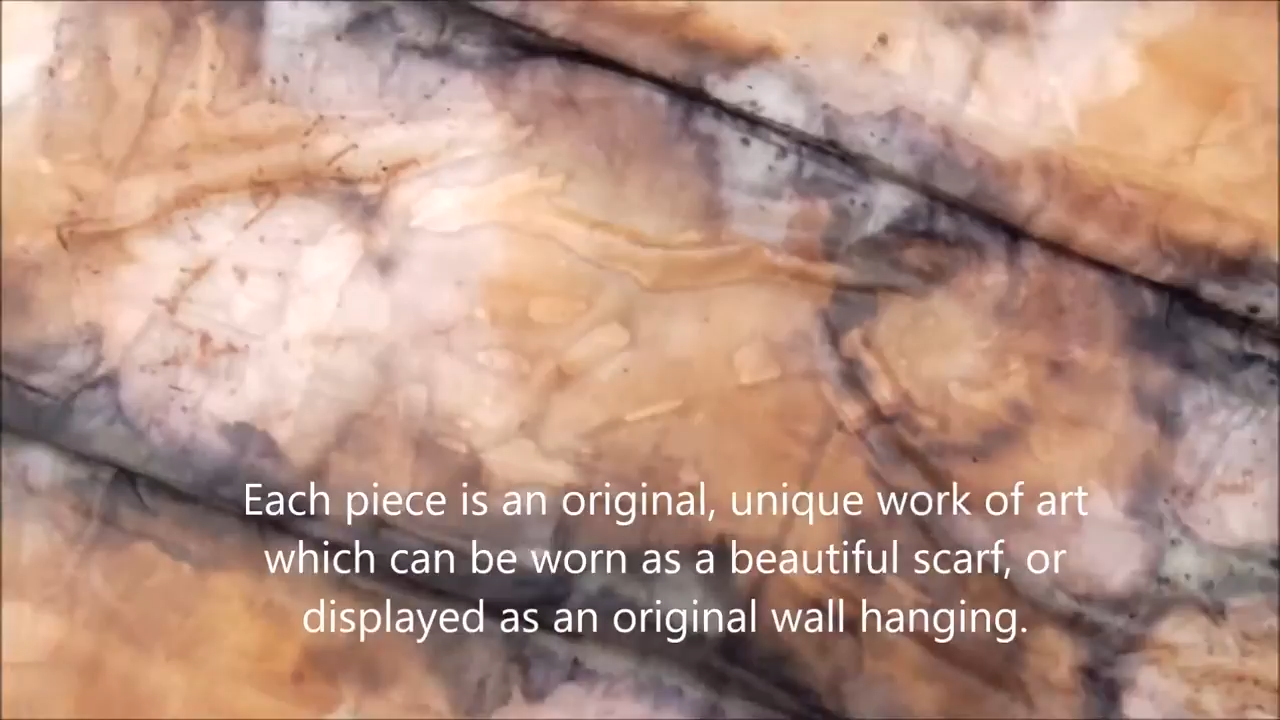 Each piece is an original, unique work of art
which can be worn as a beautiful scarf, or
displayed as an original wall hanging.